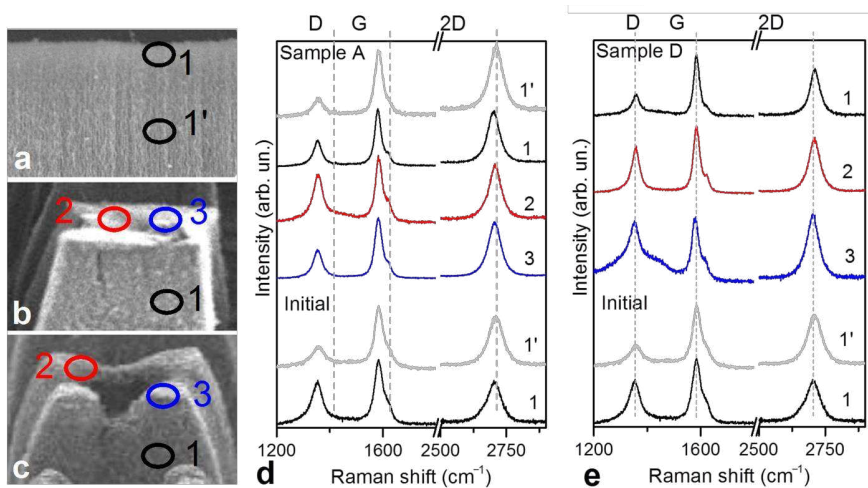 1
1'
a
2
3
1
b
2
3
1
c
D G 2D
Sample A
1'
1
2
3
Initial
1'
1
Intensity (arb. un.)
1200 1600 2500 2750
Raman shift (cm⁻¹)
d
D G 2D
Sample D
1
2
3
Initial
1'
1
Intensity (arb. un.)
1200 1600 2500 2750
Raman shift (cm⁻¹)
e